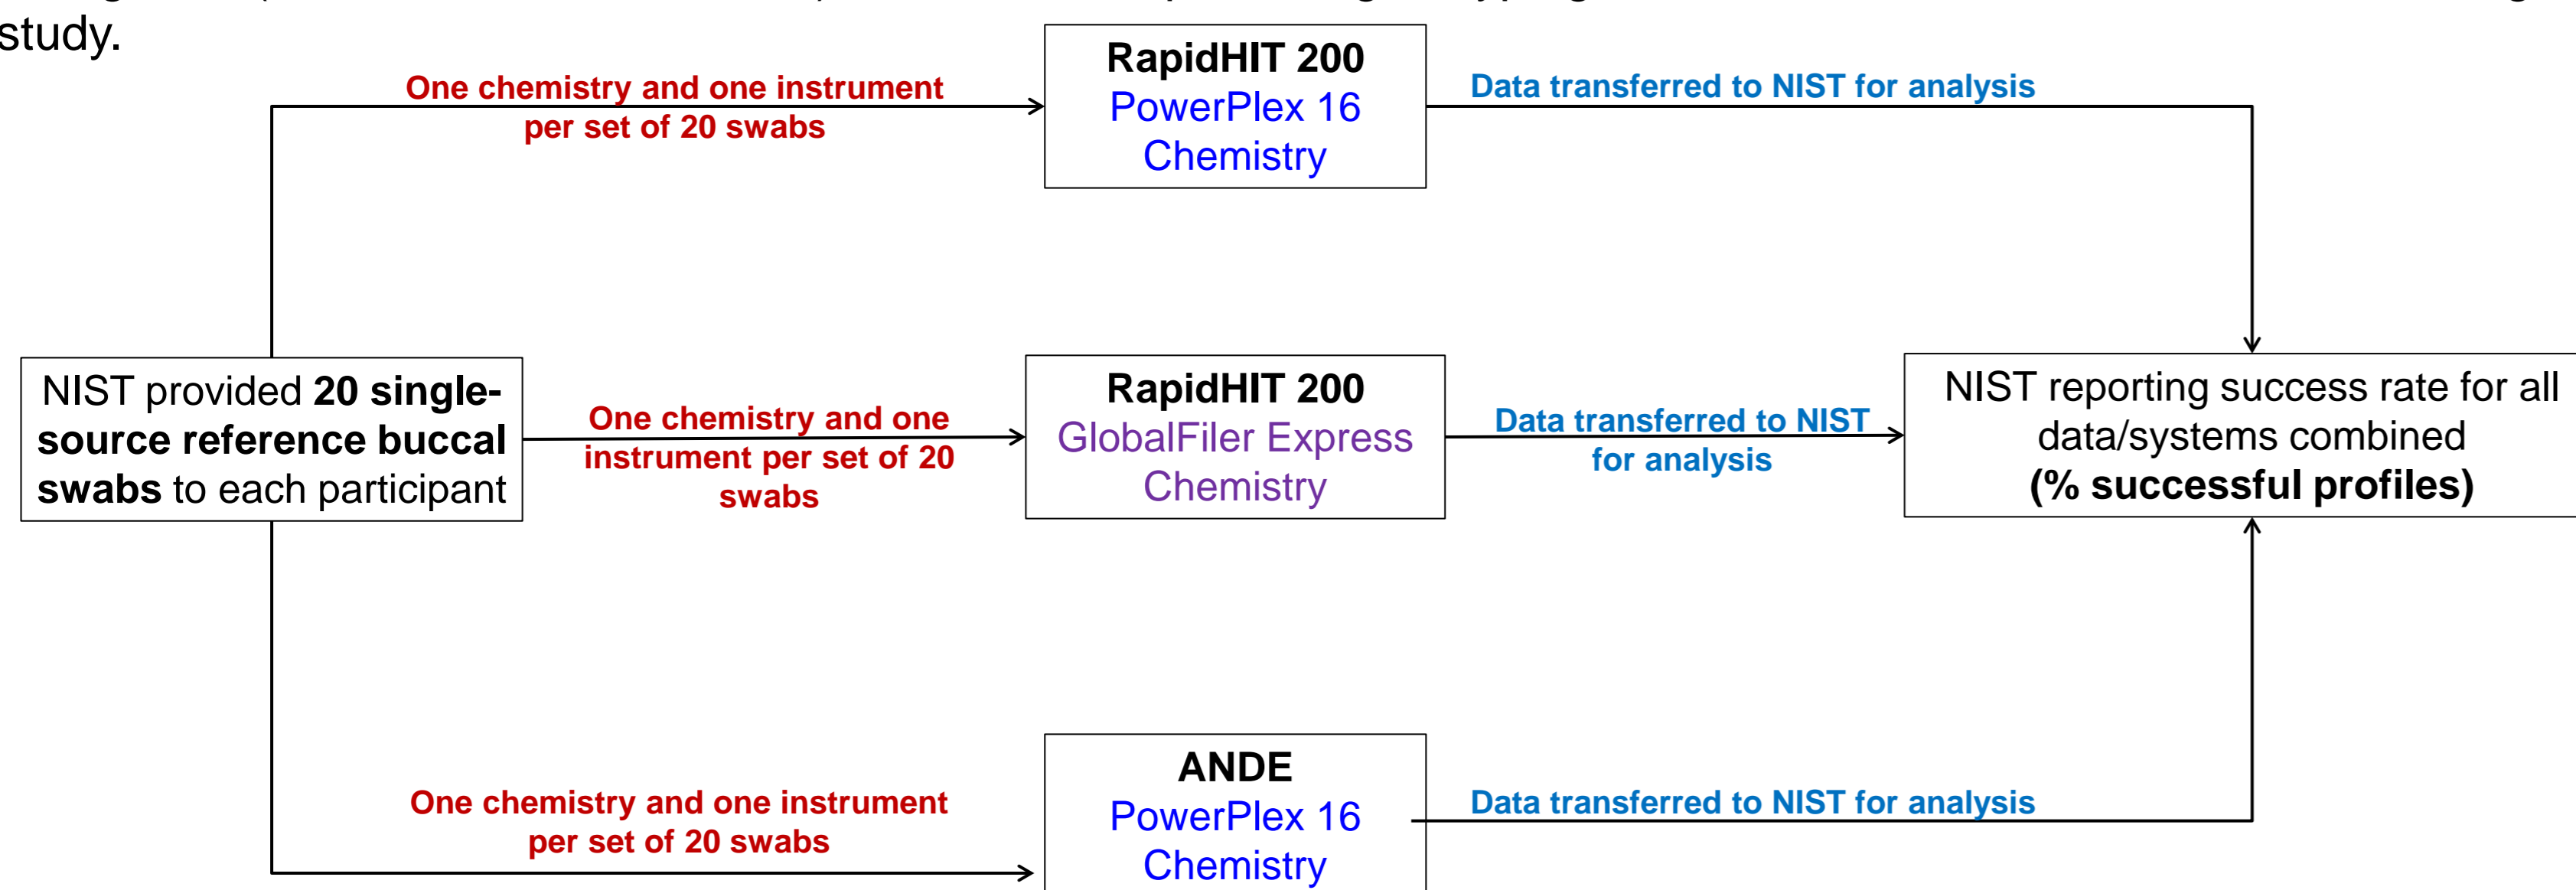 study.
RapidHIT 200
PowerPlex 16
Chemistry
One chemistry and one instrument
per set of 20 swabs
Data transferred to NIST for analysis
NIST provided 20 single-
source reference buccal
swabs to each participant
One chemistry and one
instrument per set of 20
swabs
RapidHIT 200
GlobalFiler Express
Chemistry
Data transferred to NIST
for analysis
NIST reporting success rate for all
data/systems combined
(% successful profiles)
One chemistry and one instrument
per set of 20 swabs
ANDE
PowerPlex 16
Chemistry
Data transferred to NIST for analysis